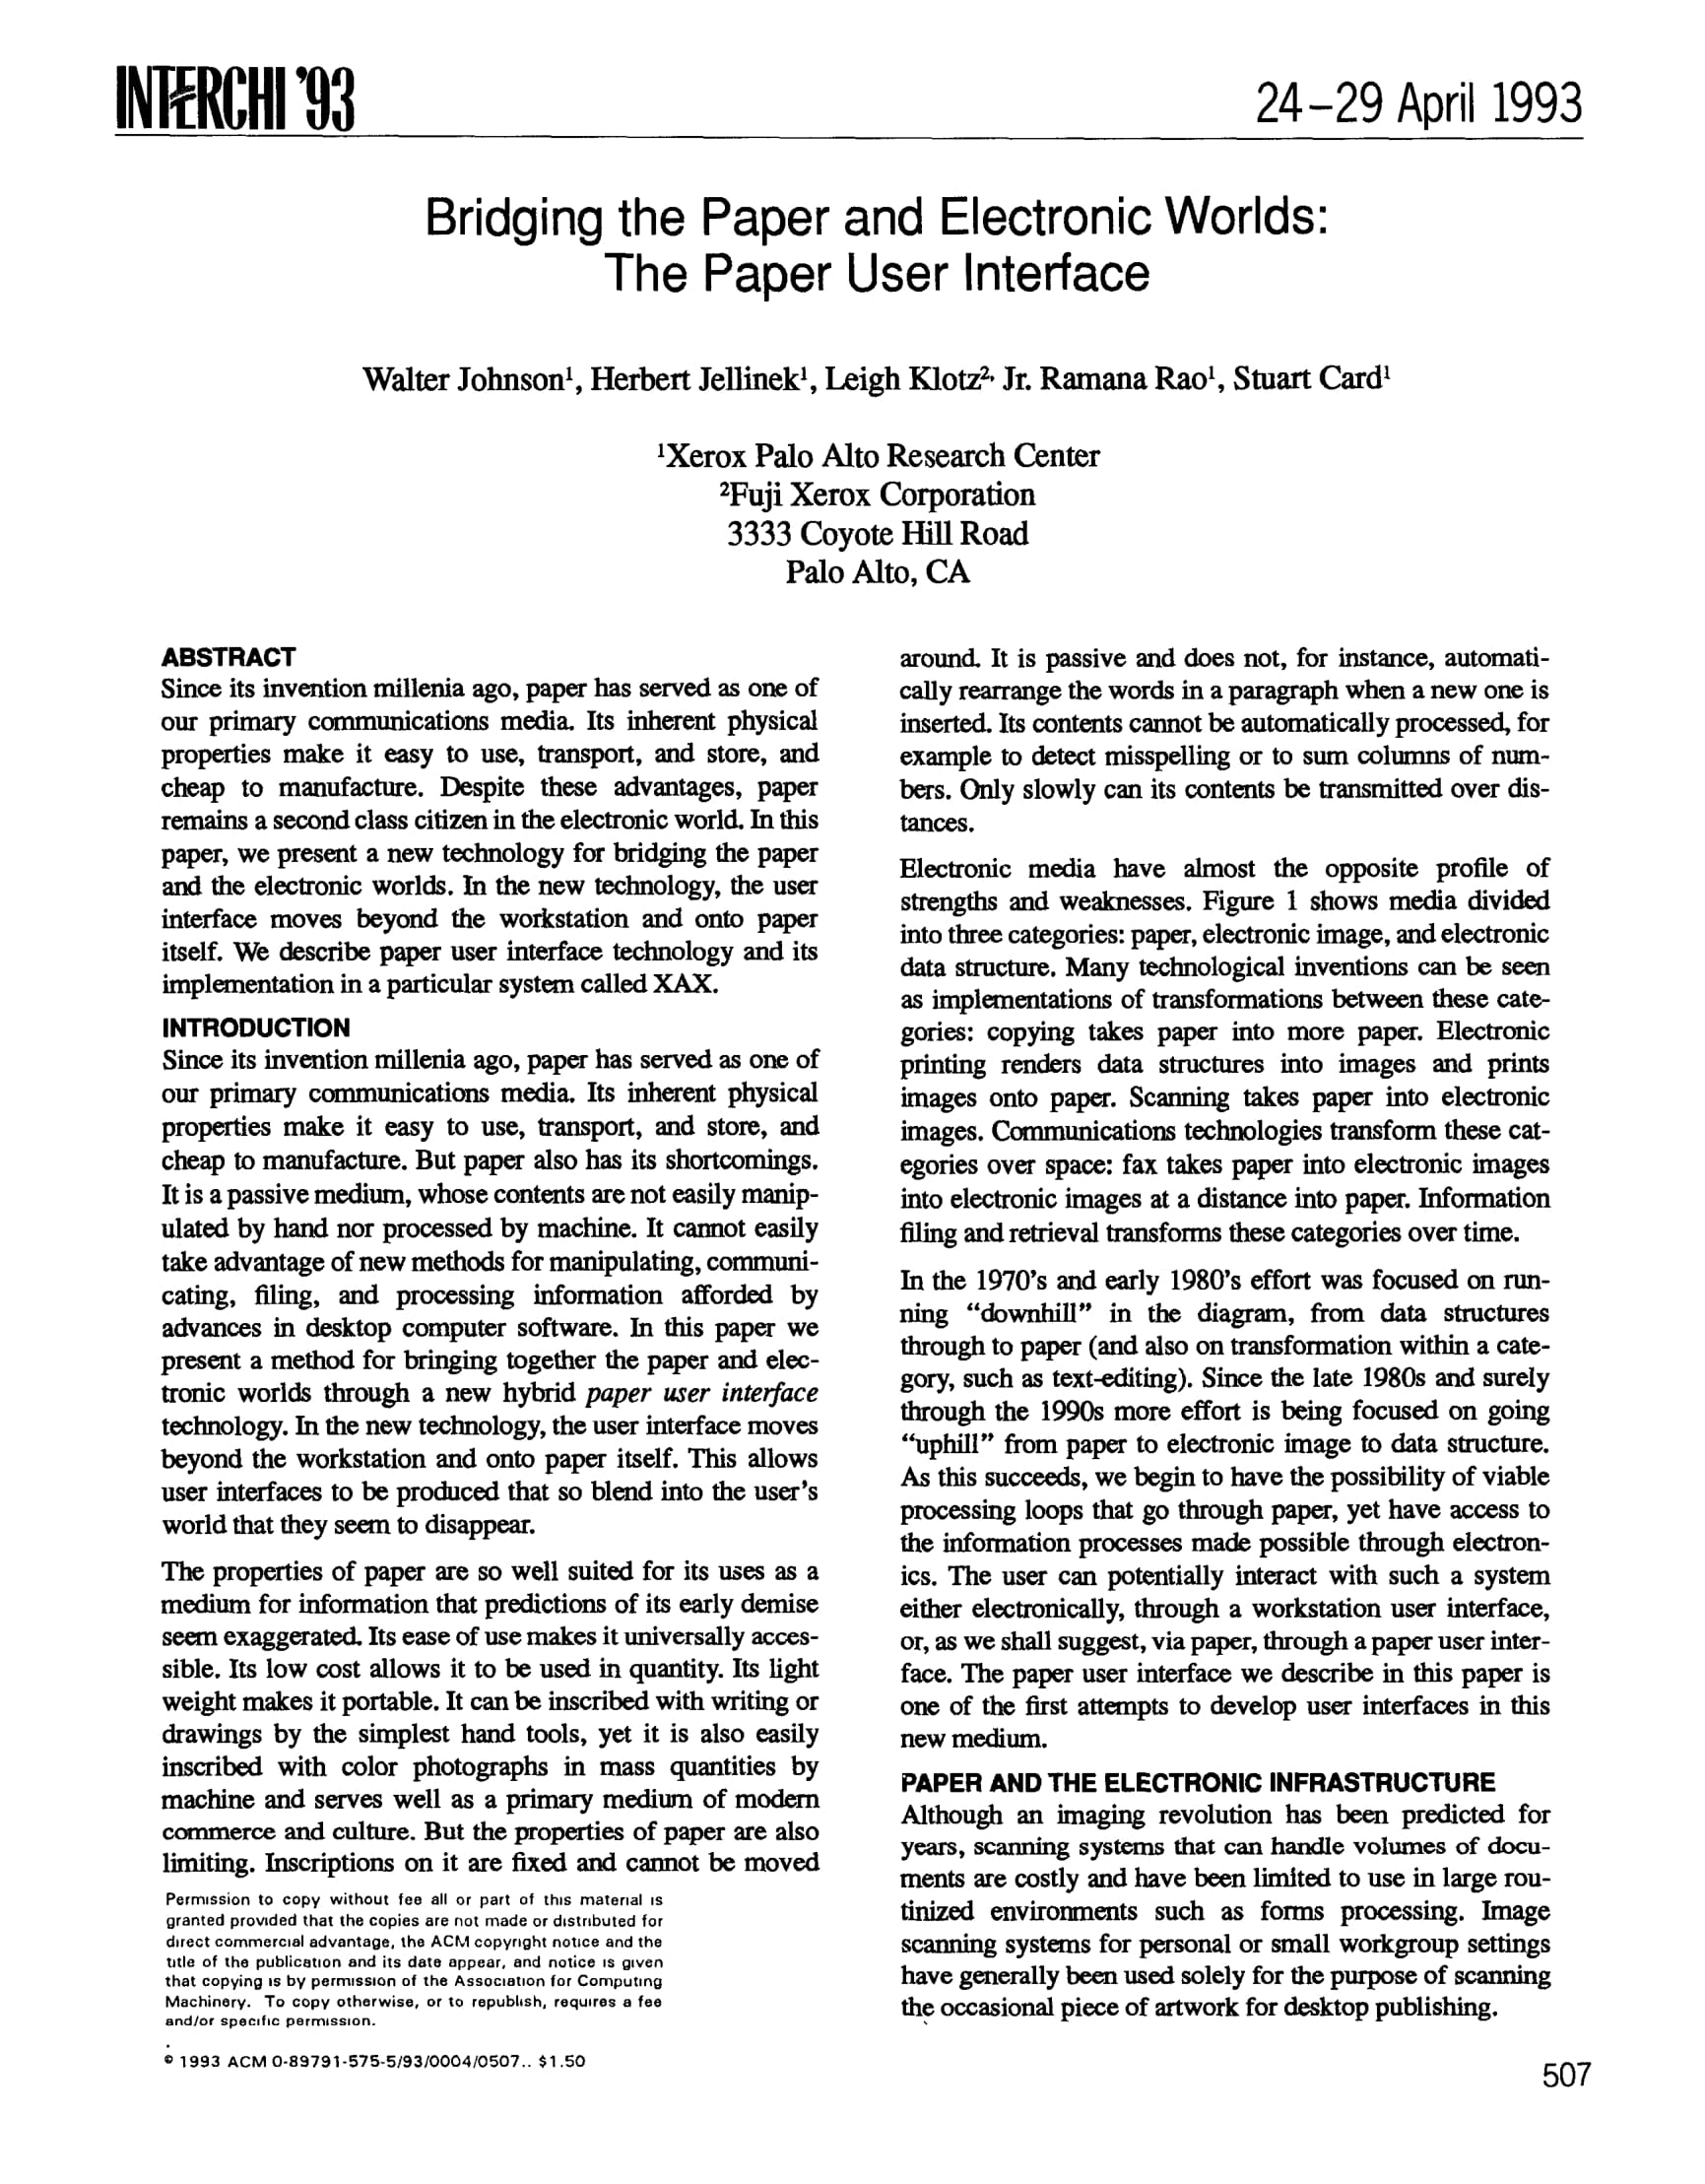 INTERCHI '93
24–29 April 1993
Bridging the Paper and Electronic Worlds:
The Paper User Interface
Walter Johnson¹, Herbert Jellinek¹, Leigh Klotz², Jr. Ramana Rao¹, Stuart Card¹
¹Xerox Palo Alto Research Center
²Fuji Xerox Corporation
3333 Coyote Hill Road
Palo Alto, CA
ABSTRACT
Since its invention millenia ago, paper has served as one of
our primary communications media. Its inherent physical
properties make it easy to use, transport, and store, and
cheap to manufacture. Despite these advantages, paper
remains a second class citizen in the electronic world. In this
paper, we present a new technology for bridging the paper
and the electronic worlds. In the new technology, the user
interface moves beyond the workstation and onto paper
itself. We describe paper user interface technology and its
implementation in a particular system called XAX.
INTRODUCTION
Since its invention millenia ago, paper has served as one of
our primary communications media. Its inherent physical
properties make it easy to use, transport, and store, and
cheap to manufacture. But paper also has its shortcomings.
It is a passive medium, whose contents are not easily manip-
ulated by hand nor processed by machine. It cannot easily
take advantage of new methods for manipulating, communi-
cating, filing, and processing information afforded by
advances in desktop computer software. In this paper we
present a method for bringing together the paper and elec-
tronic worlds through a new hybrid paper user interface
technology. In the new technology, the user interface moves
beyond the workstation and onto paper itself. This allows
user interfaces to be produced that so blend into the user's
world that they seem to disappear.
The properties of paper are so well suited for its uses as a
medium for information that predictions of its early demise
seem exaggerated. Its ease of use makes it universally acces-
sible. Its low cost allows it to be used in quantity. Its light
weight makes it portable. It can be inscribed with writing or
drawings by the simplest hand tools, yet it is also easily
inscribed with color photographs in mass quantities by
machine and serves well as a primary medium of modern
commerce and culture. But the properties of paper are also
limiting. Inscriptions on it are fixed and cannot be moved
Permission to copy without fee all or part of this material is
granted provided that the copies are not made or distributed for
direct commercial advantage, the ACM copyright notice and the
title of the publication and its date appear, and notice is given
that copying is by permission of the Association for Computing
Machinery. To copy otherwise, or to republish, requires a fee
and/or specific permission.
© 1993 ACM 0-89791-575-5/93/0004/0507.. $1.50
around. It is passive and does not, for instance, automati-
cally rearrange the words in a paragraph when a new one is
inserted. Its contents cannot be automatically processed, for
example to detect misspelling or to sum columns of num-
bers. Only slowly can its contents be transmitted over dis-
tances.
Electronic media have almost the opposite profile of
strengths and weaknesses. Figure 1 shows media divided
into three categories: paper, electronic image, and electronic
data structure. Many technological inventions can be seen
as implementations of transformations between these cate-
gories: copying takes paper into more paper. Electronic
printing renders data structures into images and prints
images onto paper. Scanning takes paper into electronic
images. Communications technologies transform these cat-
egories over space: fax takes paper into electronic images
into electronic images at a distance into paper. Information
filing and retrieval transforms these categories over time.
In the 1970's and early 1980's effort was focused on run-
ning “downhill” in the diagram, from data structures
through to paper (and also on transformation within a cate-
gory, such as text-editing). Since the late 1980s and surely
through the 1990s more effort is being focused on going
“uphill” from paper to electronic image to data structure.
As this succeeds, we begin to have the possibility of viable
processing loops that go through paper, yet have access to
the information processes made possible through electron-
ics. The user can potentially interact with such a system
either electronically, through a workstation user interface,
or, as we shall suggest, via paper, through a paper user inter-
face. The paper user interface we describe in this paper is
one of the first attempts to develop user interfaces in this
new medium.
PAPER AND THE ELECTRONIC INFRASTRUCTURE
Although an imaging revolution has been predicted for
years, scanning systems that can handle volumes of docu-
ments are costly and have been limited to use in large rou-
tinized environments such as forms processing. Image
scanning systems for personal or small workgroup settings
have generally been used solely for the purpose of scanning
the occasional piece of artwork for desktop publishing.
507